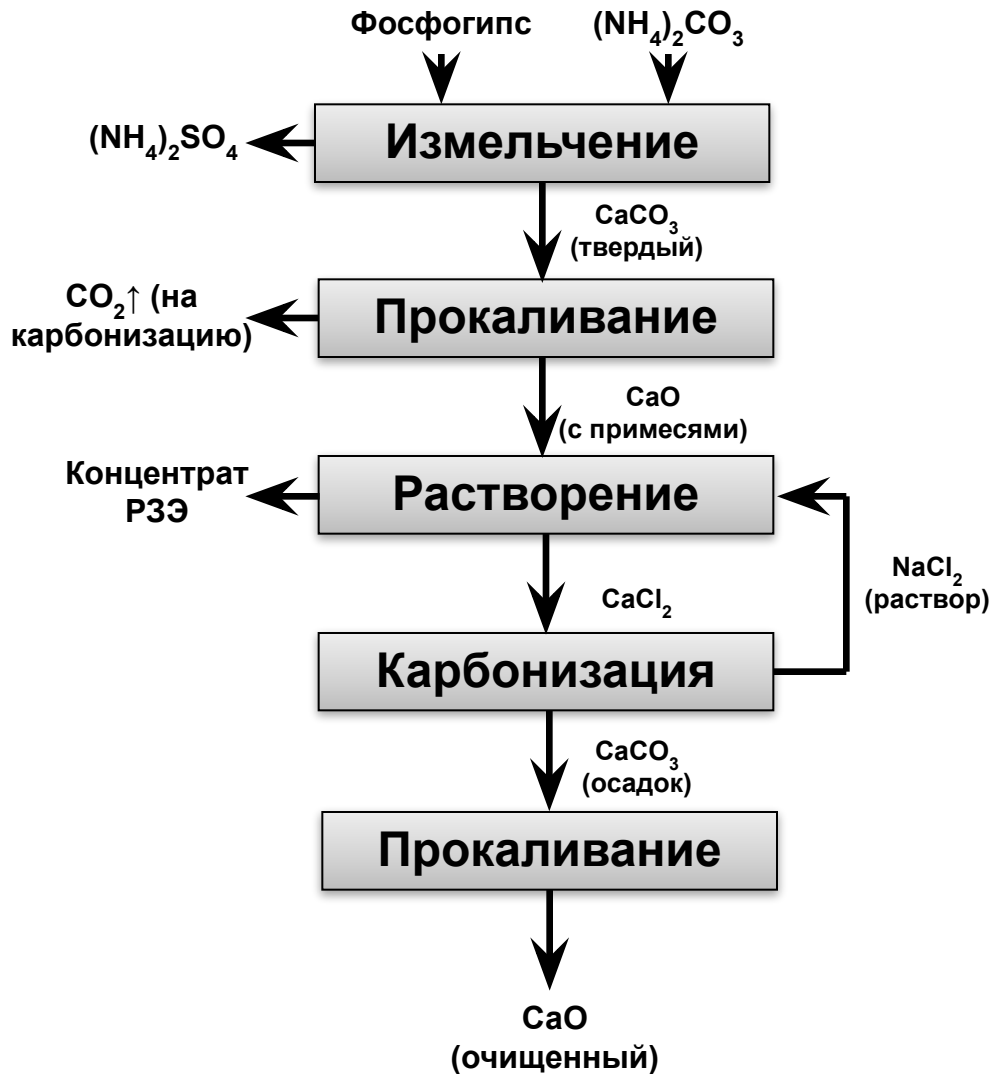 Фосфогипс
(NH₄)₂CO₃
Измельчение
(NH₄)₂SO₄
CaCO₃
(твердый)
CO₂↑ (на
карбонизацию)
Прокаливание
CaO
(с примесями)
Концентрат
РЗЭ
Растворение
NaCl₂
(раствор)
CaCl₂
Карбонизация
CaCO₃
(осадок)
Прокаливание
CaO
(очищенный)